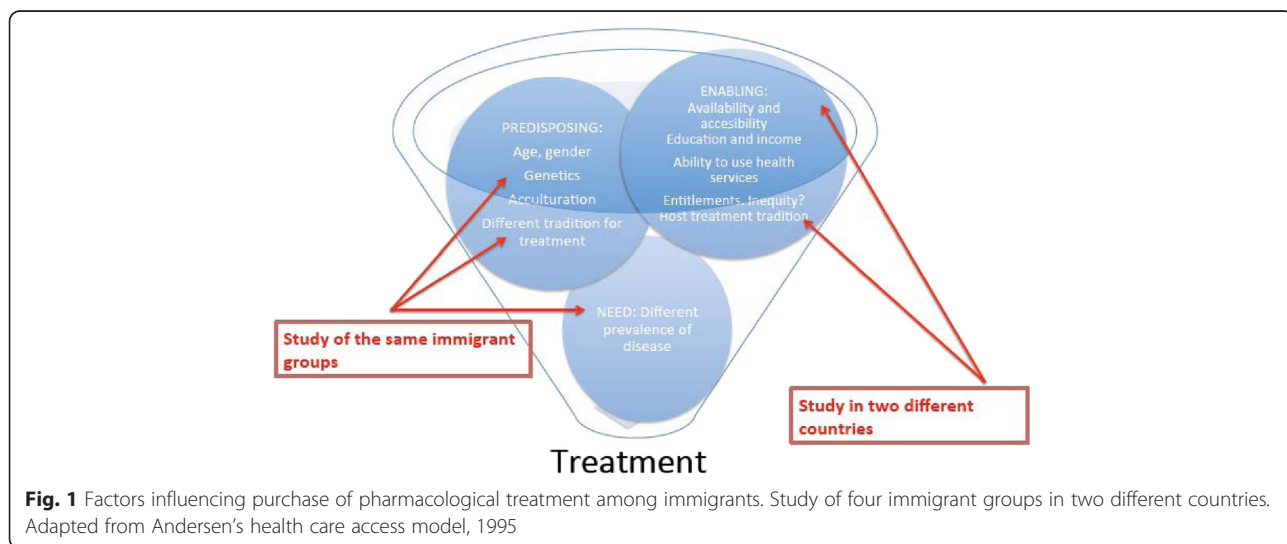 PREDISPOSING:
Age, gender
Genetics
Acculturation
Different tradition for
treatment
ENABLING:
Availability and
accesibility
Education and income
Ability to use health
services
Entitlements. Inequity?
Host treatment tradition
NEED: Different
prevalence of
disease
Study of the same immigrant
groups
Study in two different
countries
Treatment
Fig. 1 Factors influencing purchase of pharmacological treatment among immigrants. Study of four immigrant groups in two different countries.
Adapted from Andersen's health care access model, 1995